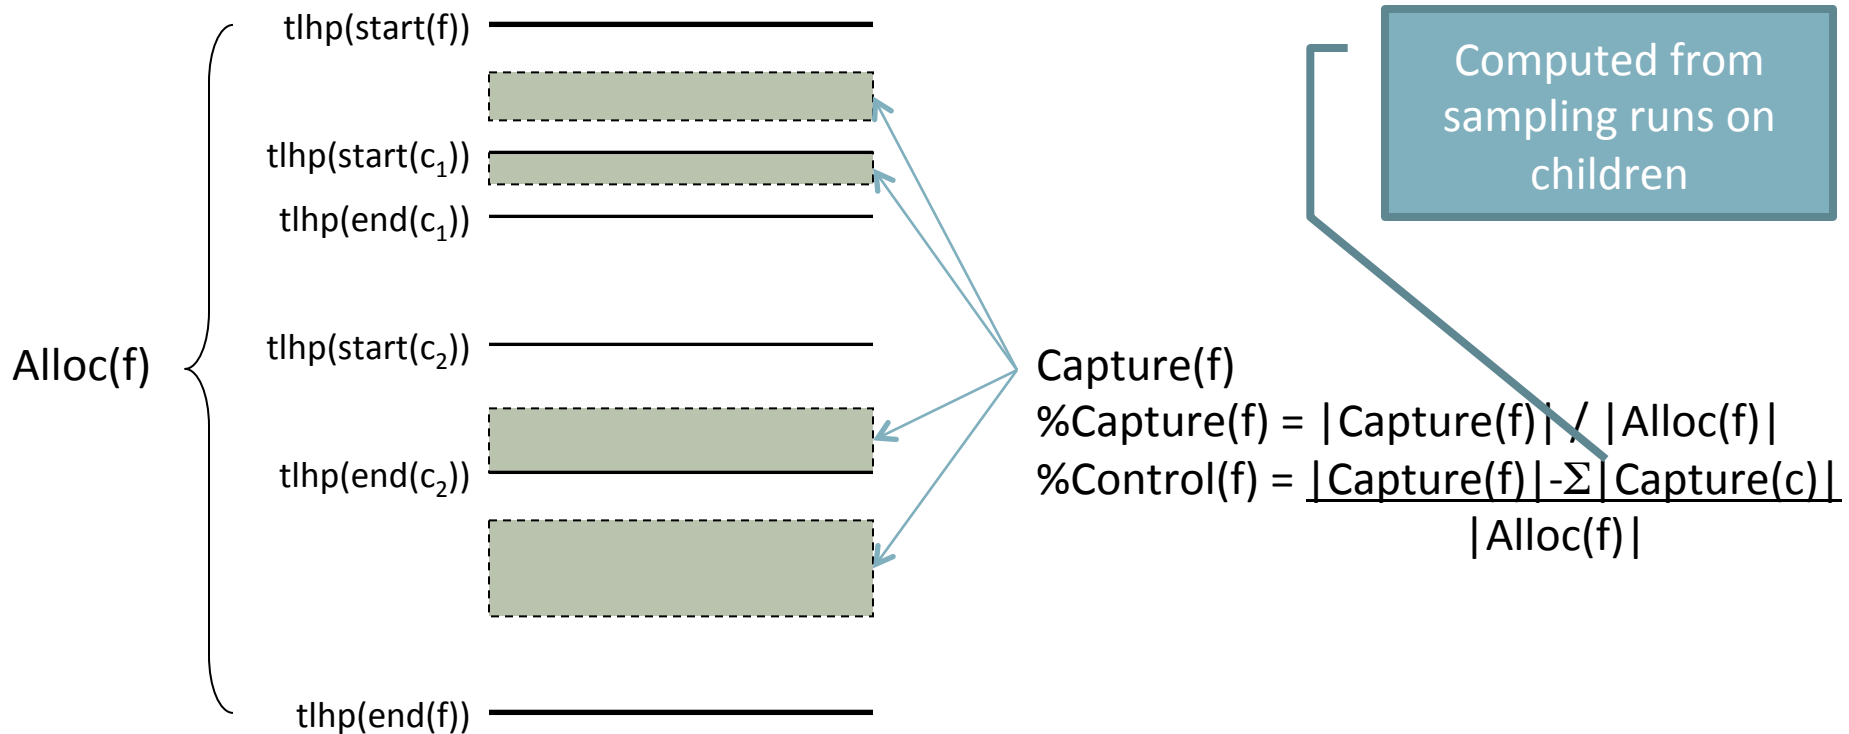 tlhp(start(f))
tlhp(start(c₁))
tlhp(end(c₁))
tlhp(start(c₂))
Alloc(f)
tlhp(end(c₂))
tlhp(end(f))
Computed from
sampling runs on
children
Capture(f)
%Capture(f) = |Capture(f)| / |Alloc(f)|
%Control(f) = |Capture(f)|-Σ|Capture(c)|
|Alloc(f)|